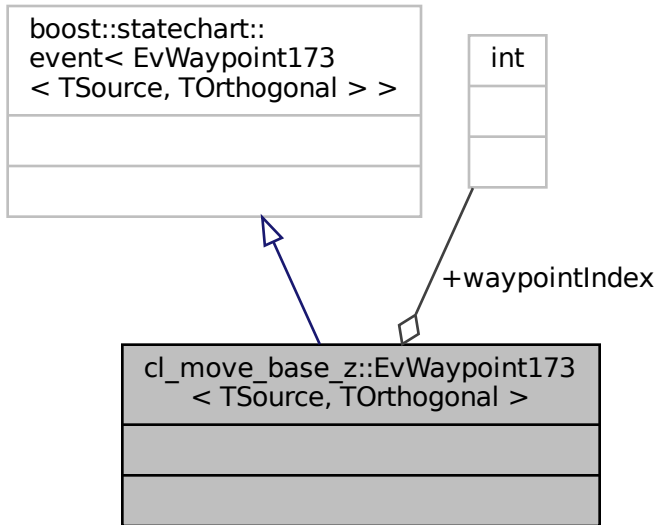 boost::statechart::
event< EvWaypoint173
< TSource, TOrthogonal > >
int
+waypointIndex
cl_move_base_z::EvWaypoint173
< TSource, TOrthogonal >